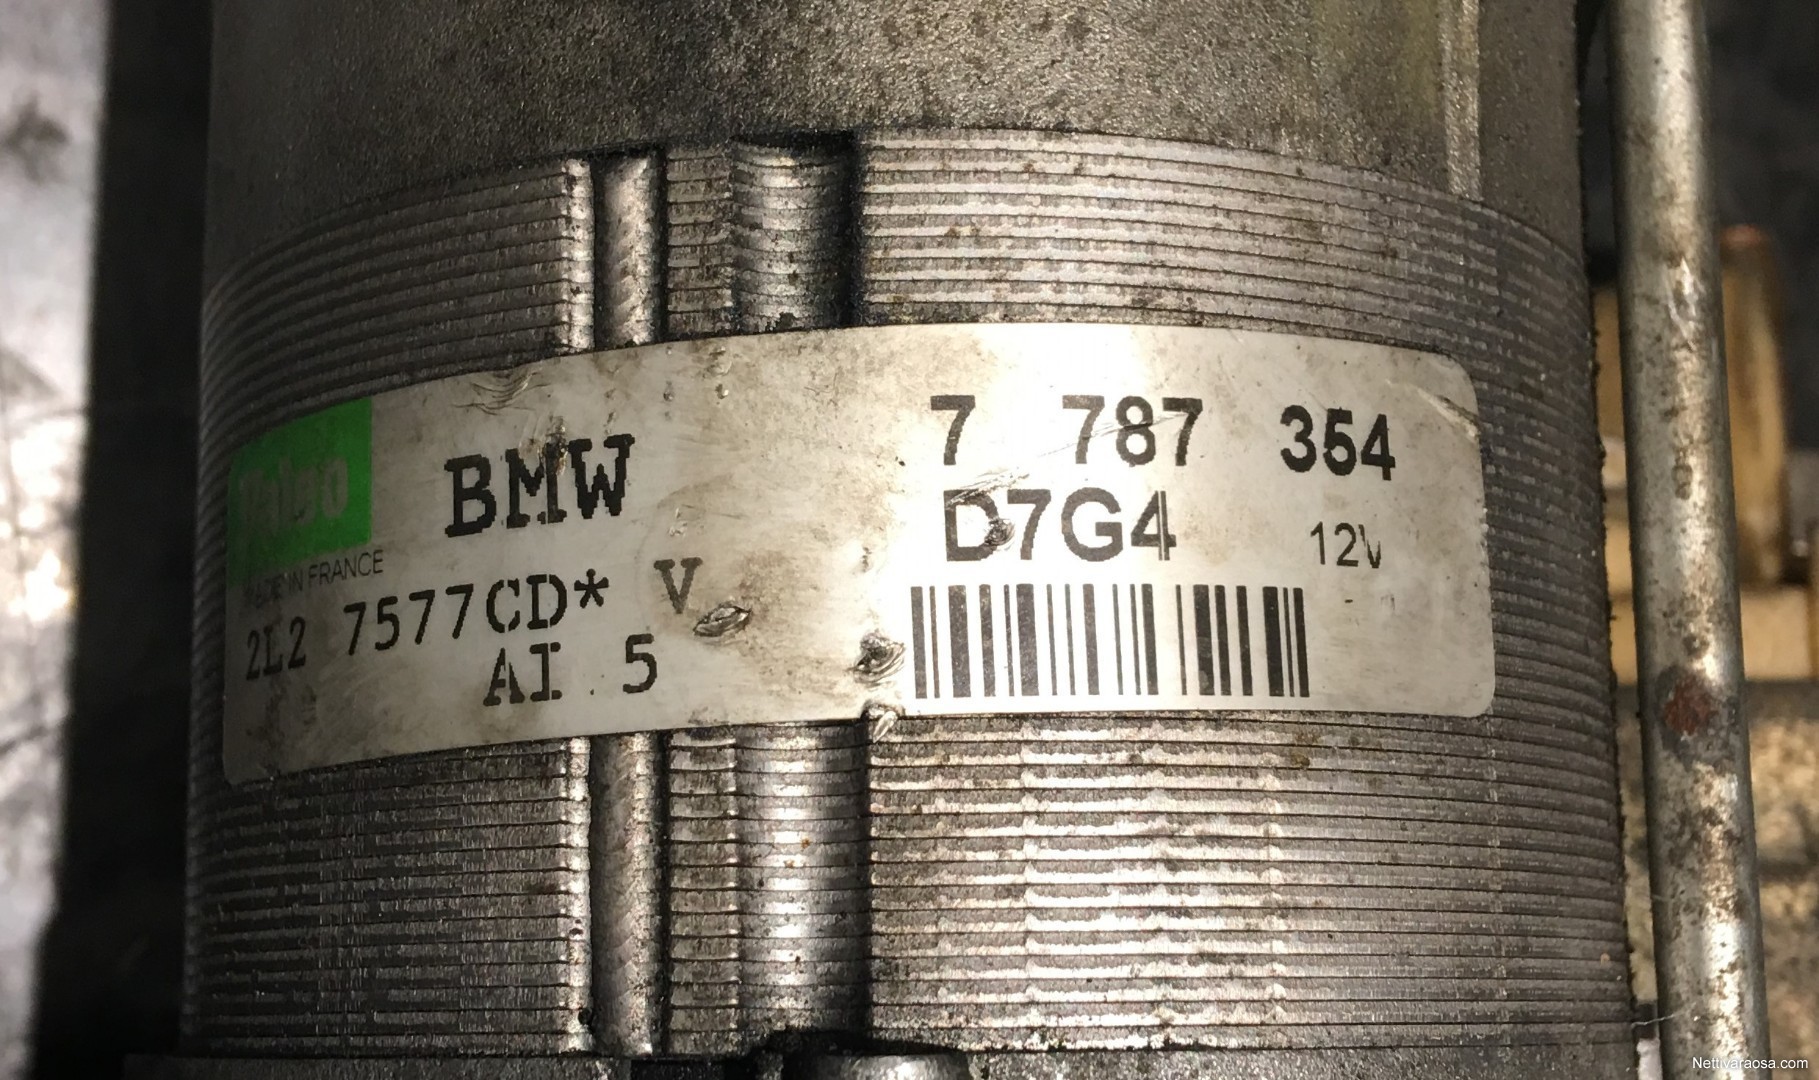 Valeo
BMW
MADE IN FRANCE
2L2 7577CD* V
AI 5
7 787 354
D7G4
12V
Nettivaraosa.com